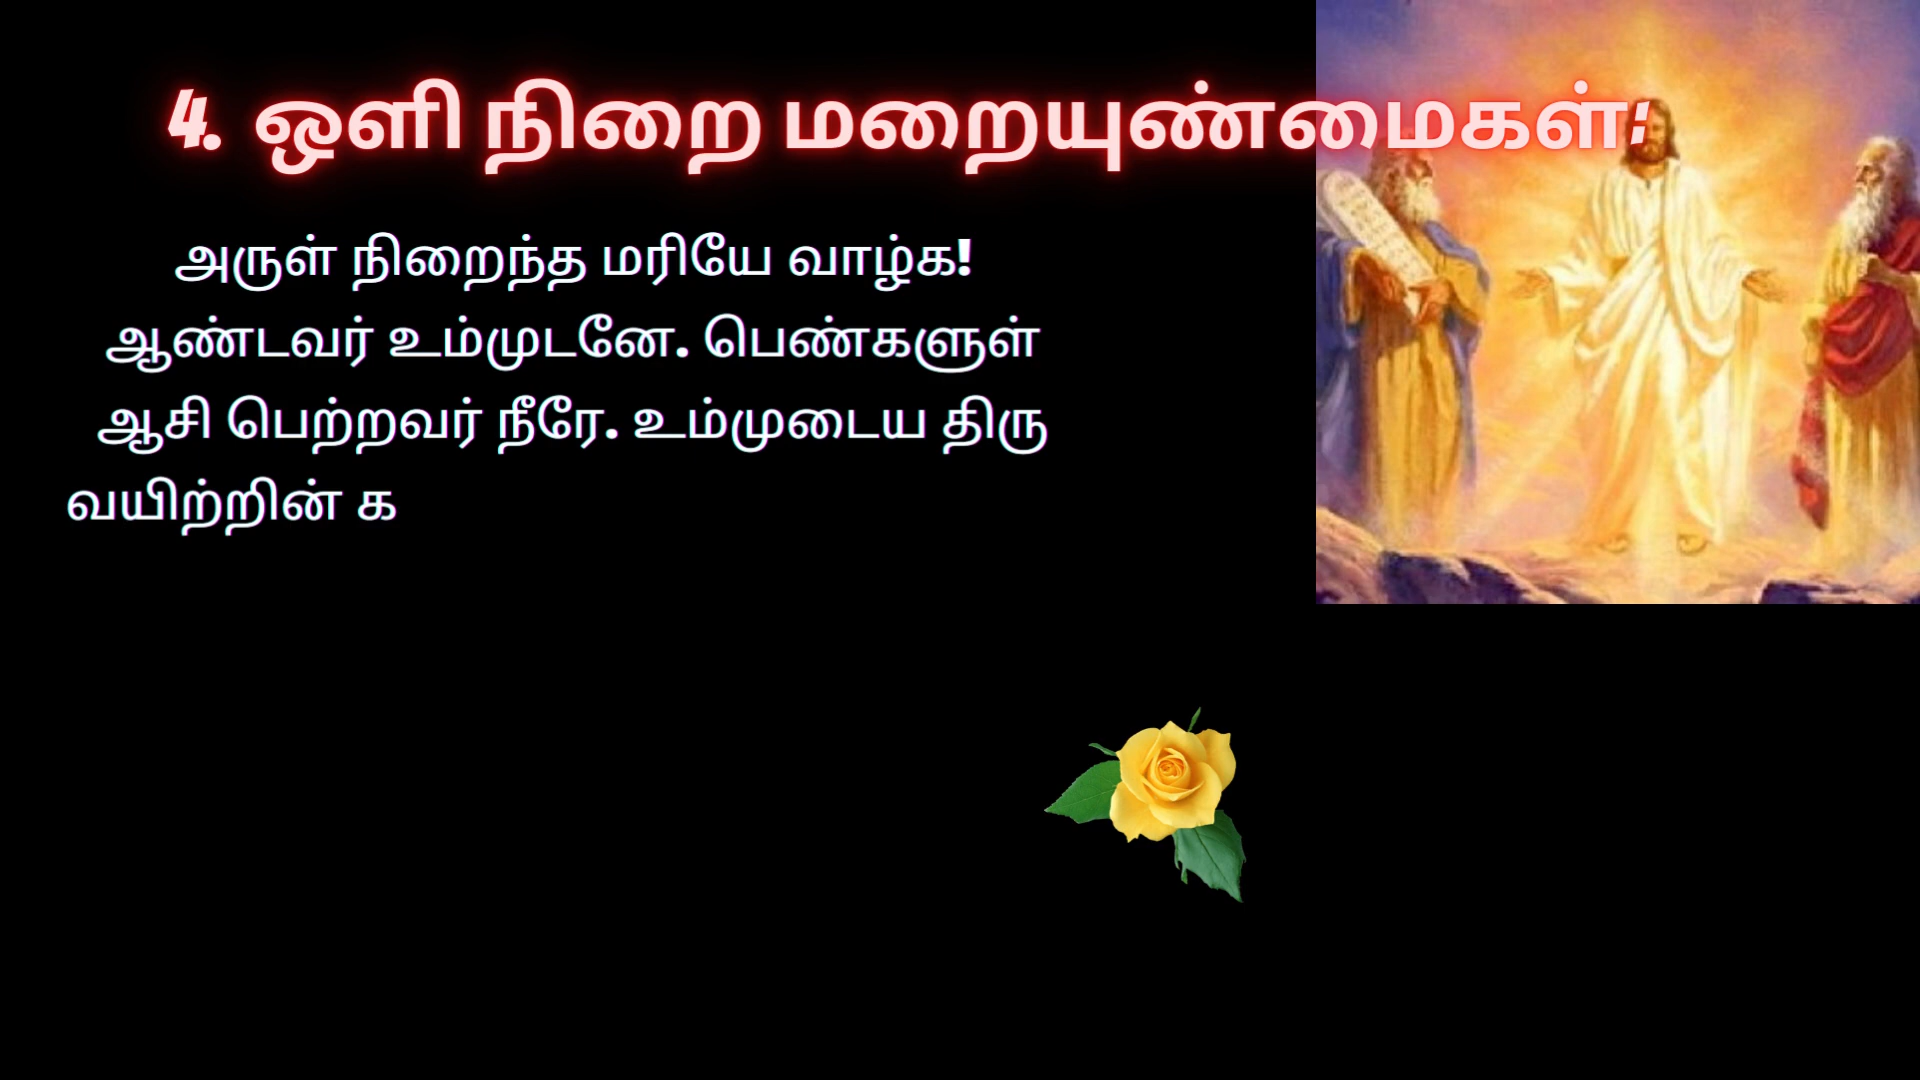 4. ஒளி நிறை மறையுண்மைகள்:
அருள் நிறைந்த மரியே வாழ்க!
ஆண்டவர் உம்முடனே. பெண்களுள்
ஆசி பெற்றவர் நீரே. உம்முடைய திரு
வயிற்றின் க